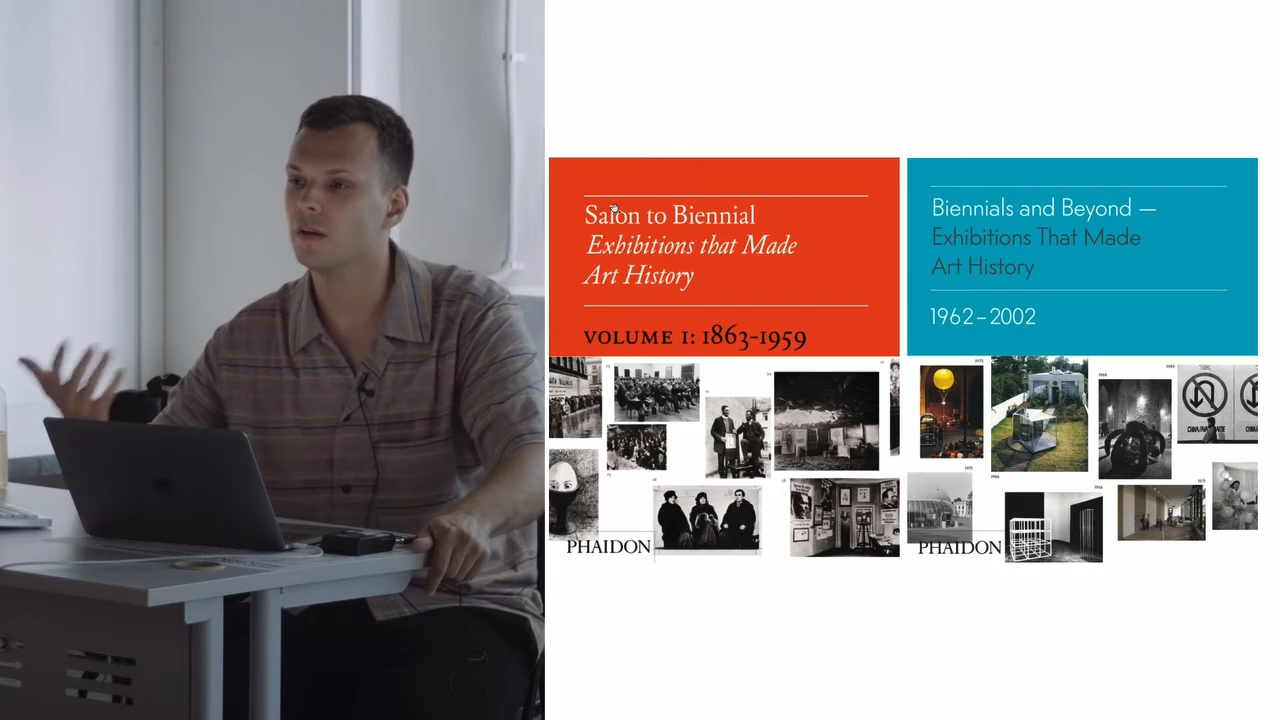 Salon to Biennial
Exhibitions that Made
Art History
VOLUME 1: 1863-1959
PHAIDON
Biennials and Beyond —
Exhibitions That Made
Art History
1962–2002
PHAIDON